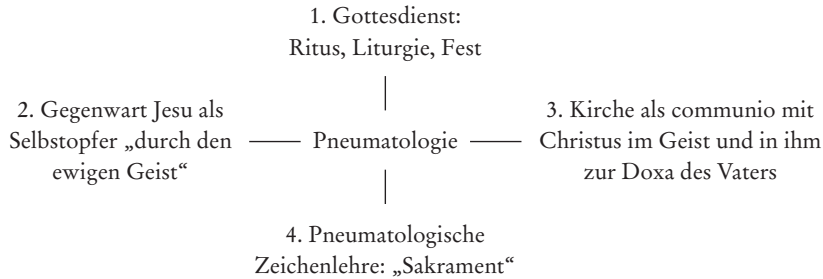 1. Gottesdienst:
Ritus, Liturgie, Fest
2. Gegenwart Jesu als
Selbstopfer „durch den
ewigen Geist“
Pneumatologie
3. Kirche als communio mit
Christus im Geist und in ihm
zur Doxa des Vaters
4. Pneumatologische
Zeichenlehre: „Sakrament“